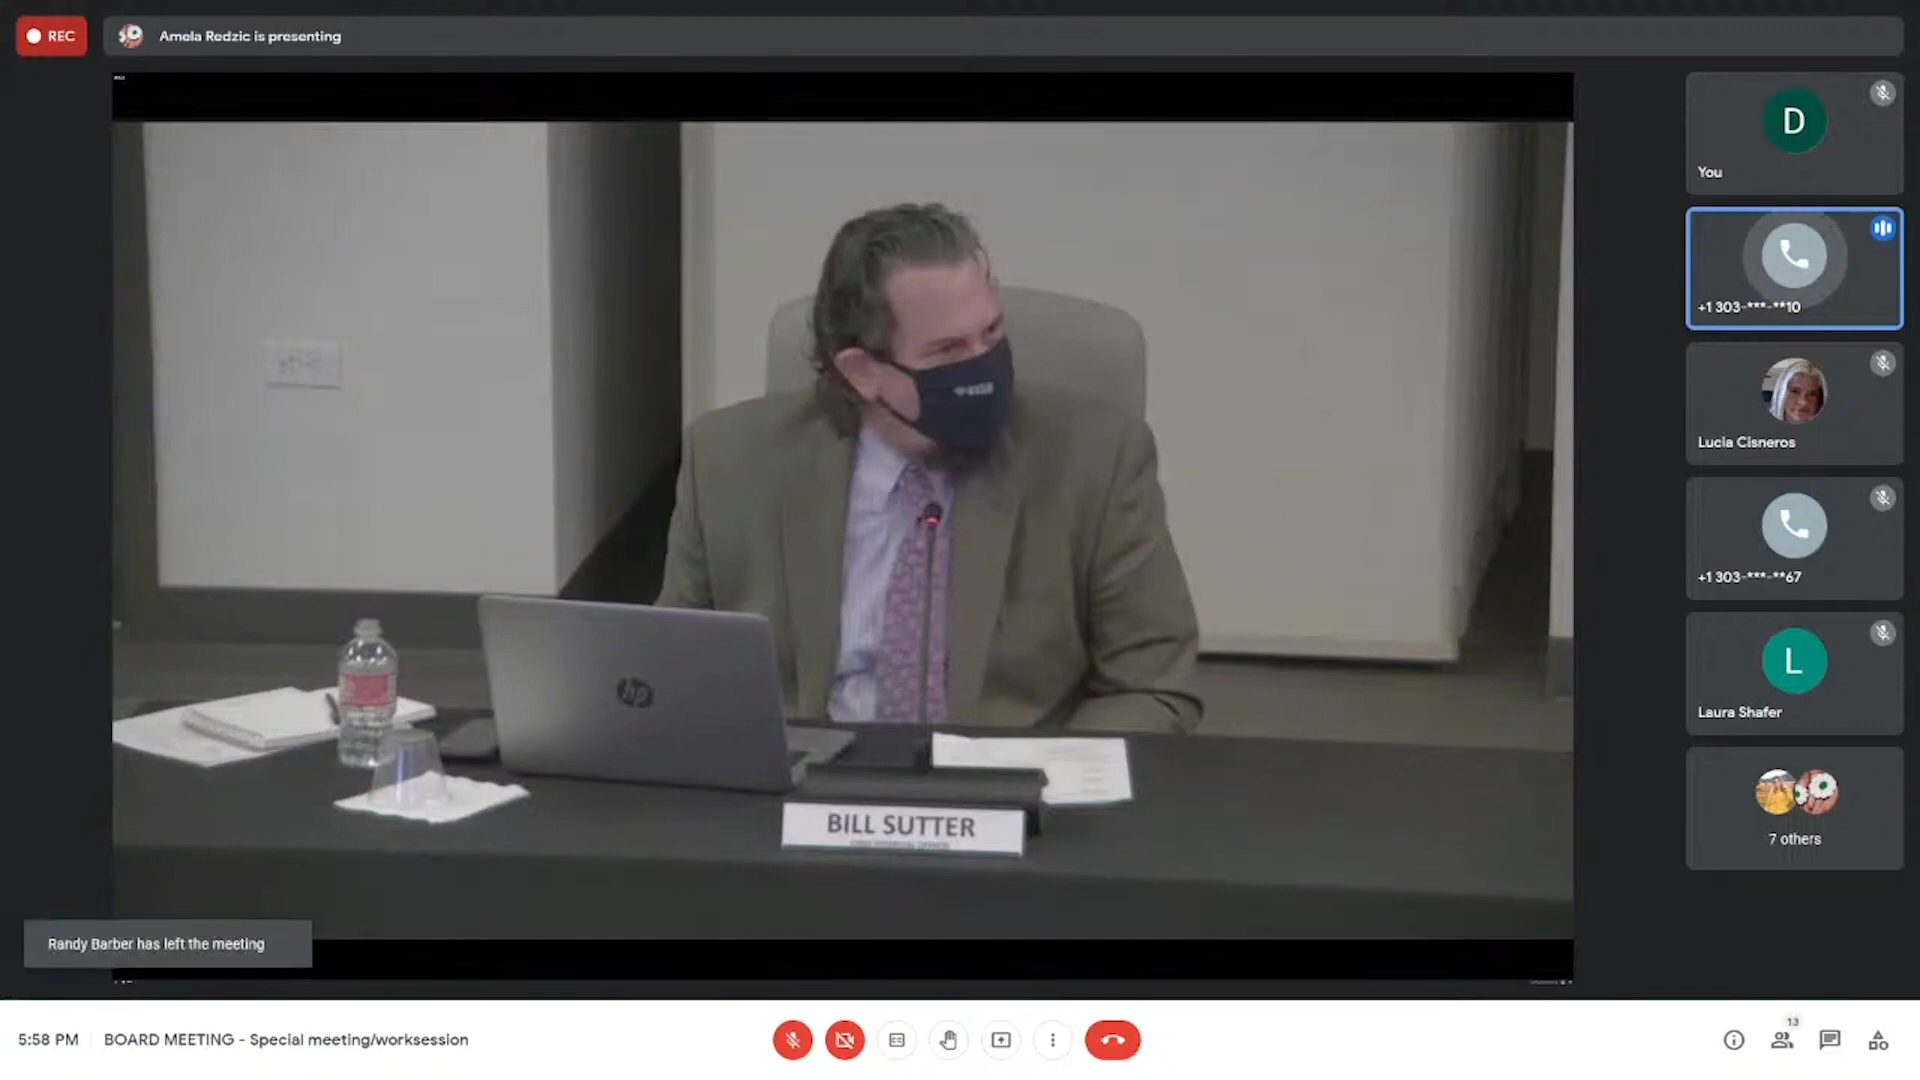 REC
Amela Redzic is presenting
D
You
+1 303-***-**10
Lucia Cisneros
+1 303-***-**67
L
Laura Shafer
7 others
hp
BILL SUTTER
Randy Barber has left the meeting
5:58 PM
BOARD MEETING - Special meeting/worksession
13